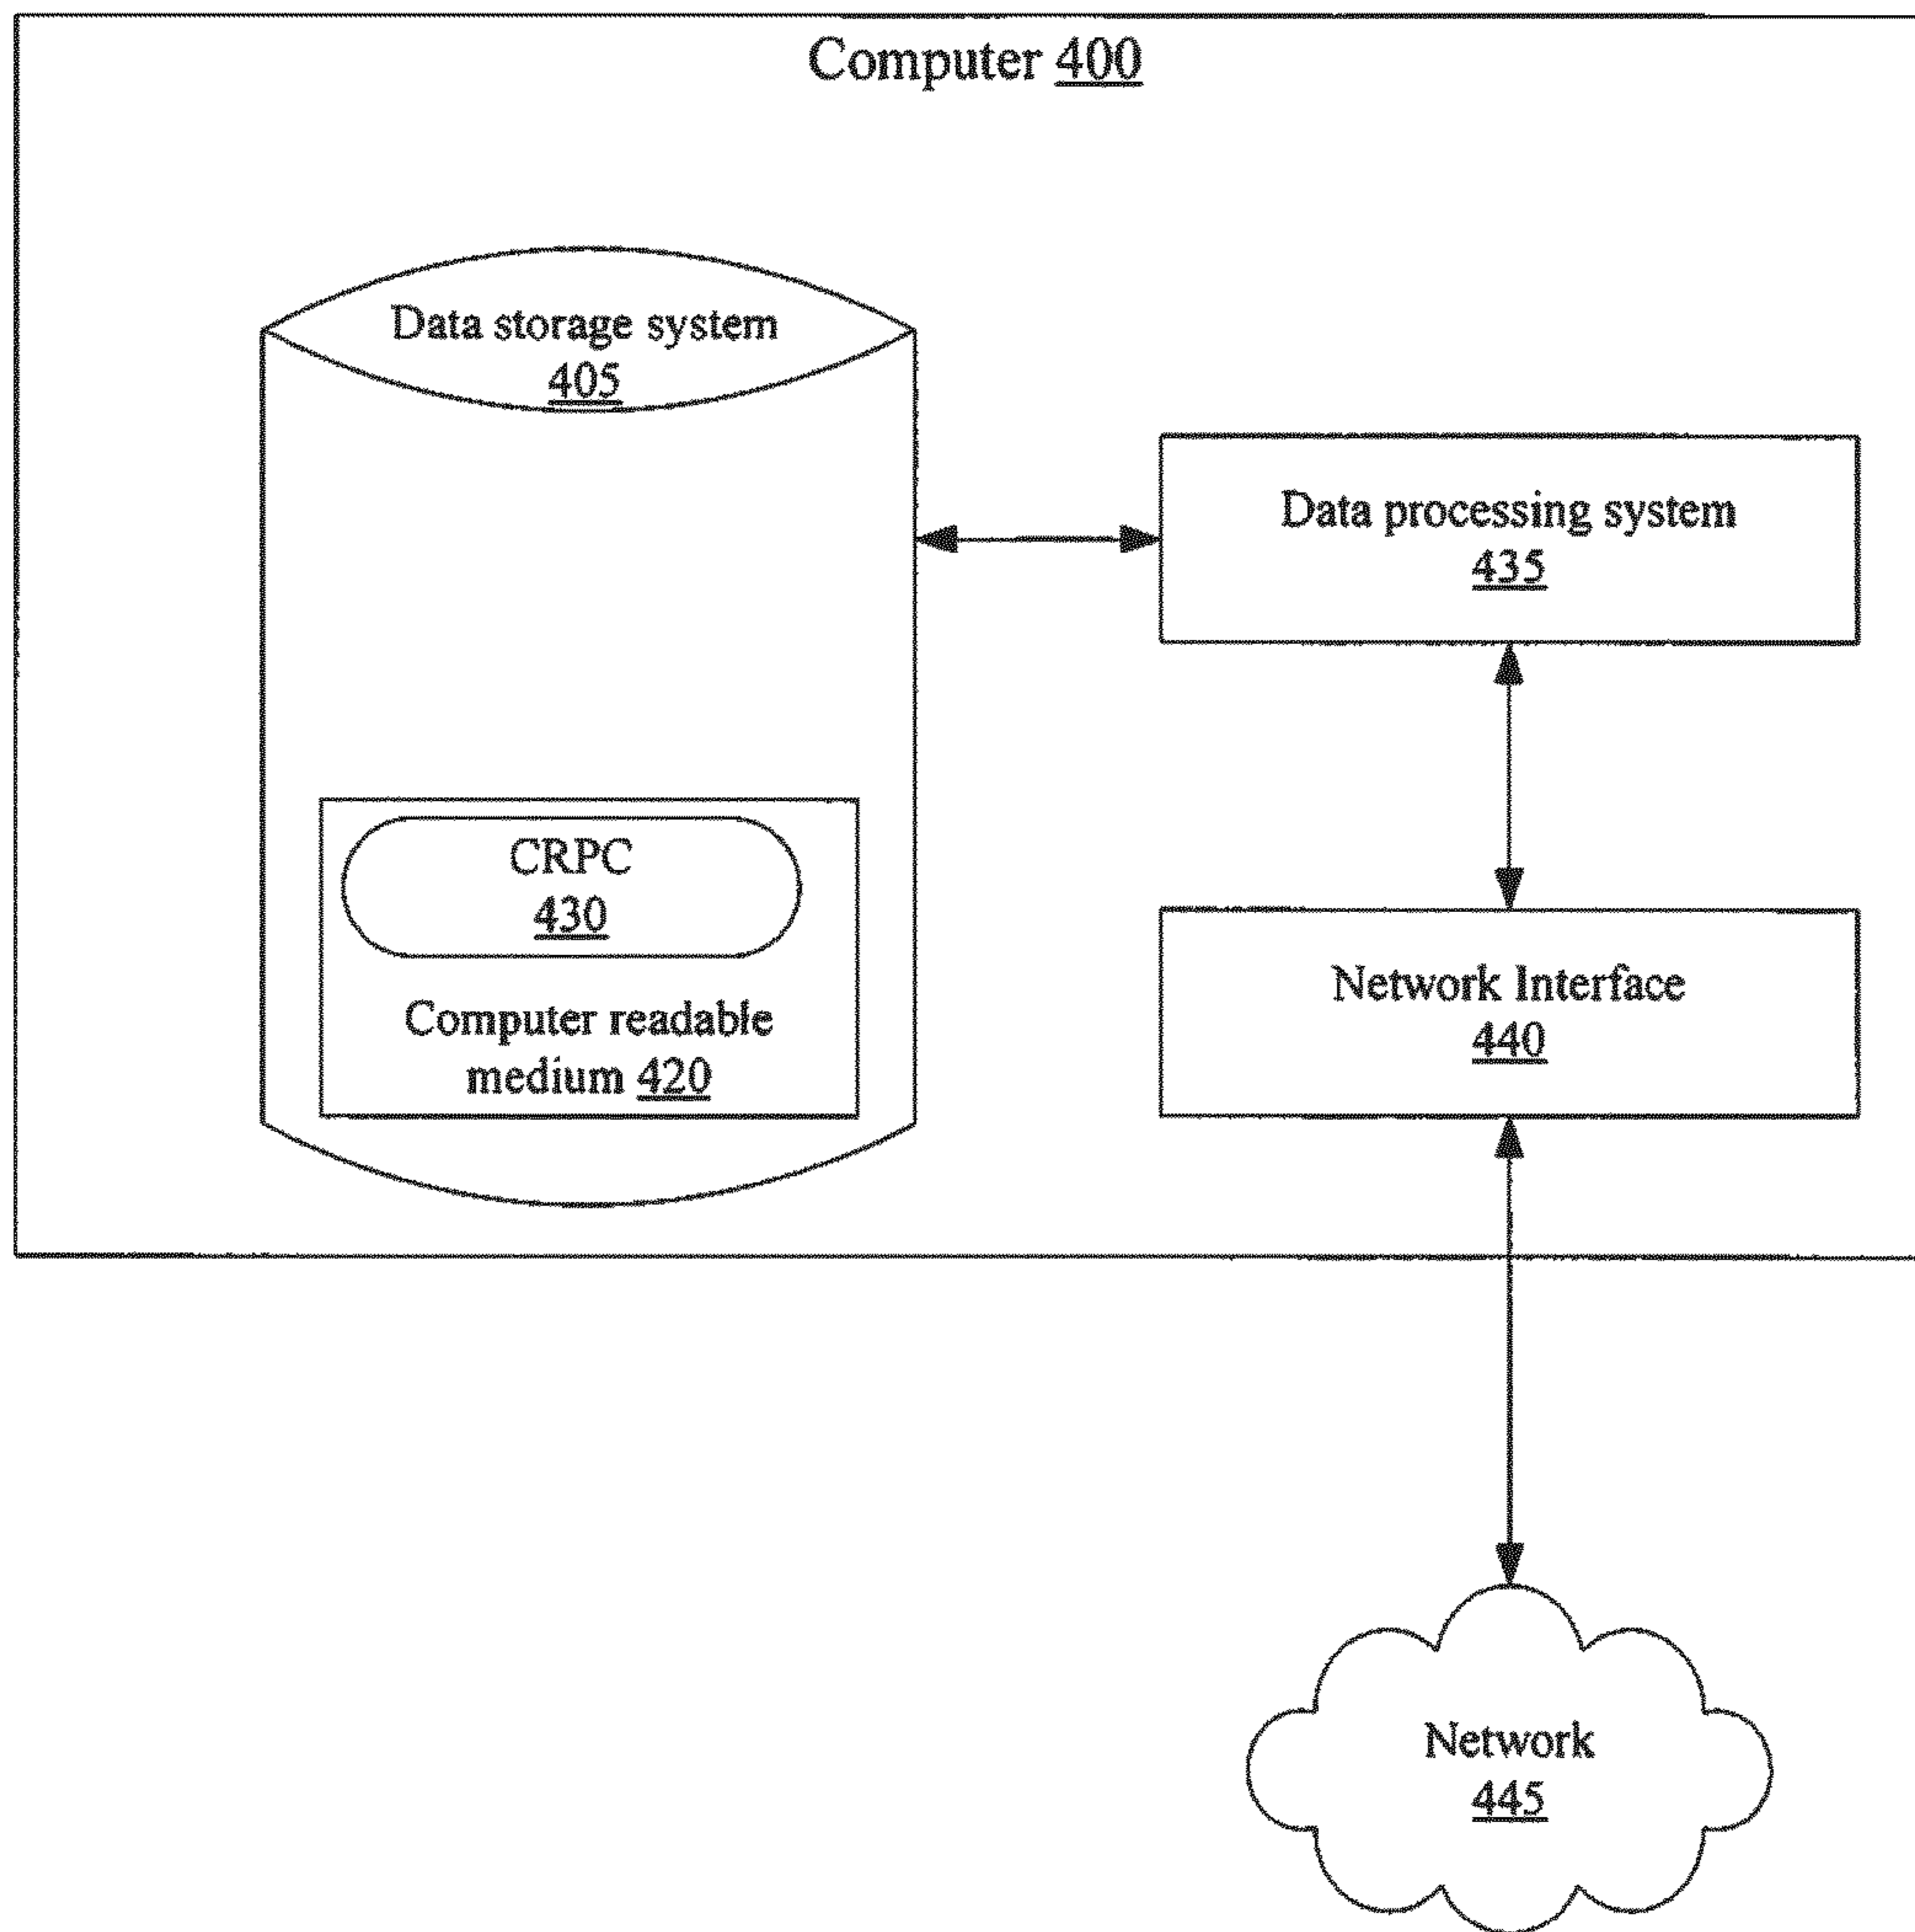 Computer 400
Data storage system
405
Data processing system
435
CRPC
430
Computer readable
medium 420
Network Interface
440
Network
445